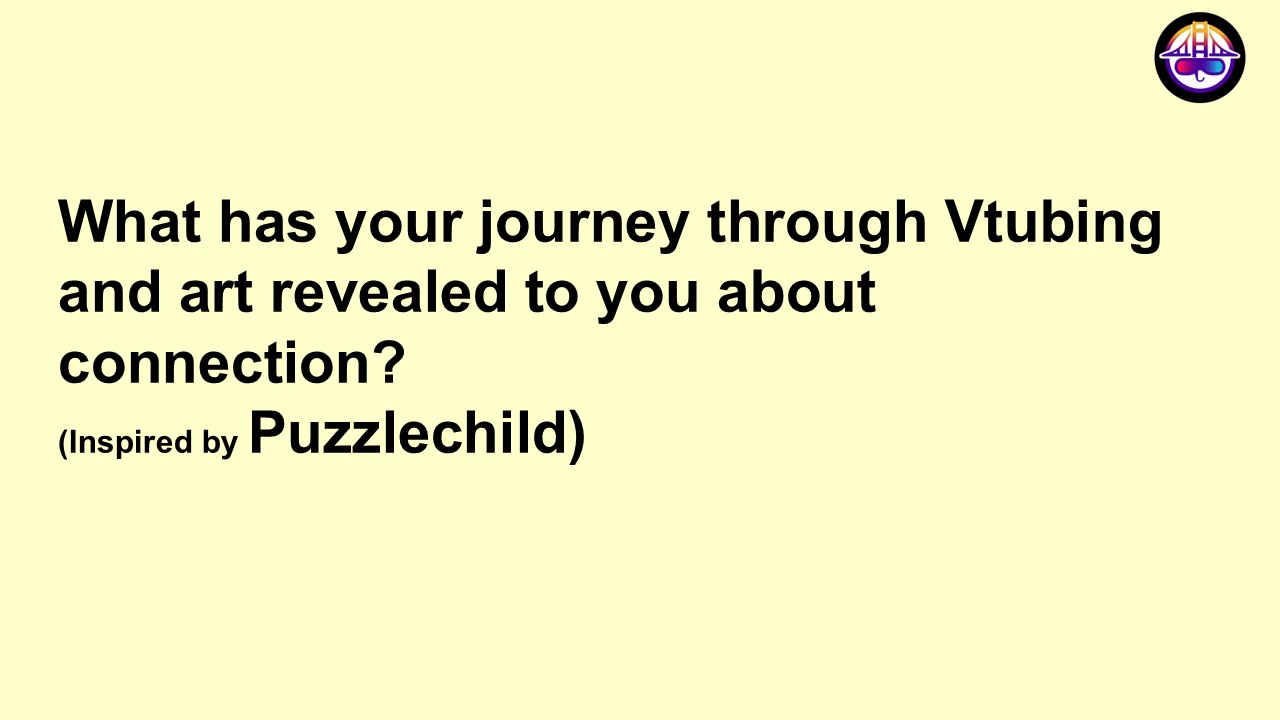 What has your journey through Vtubing
and art revealed to you about
connection?
(Inspired by Puzzlechild)